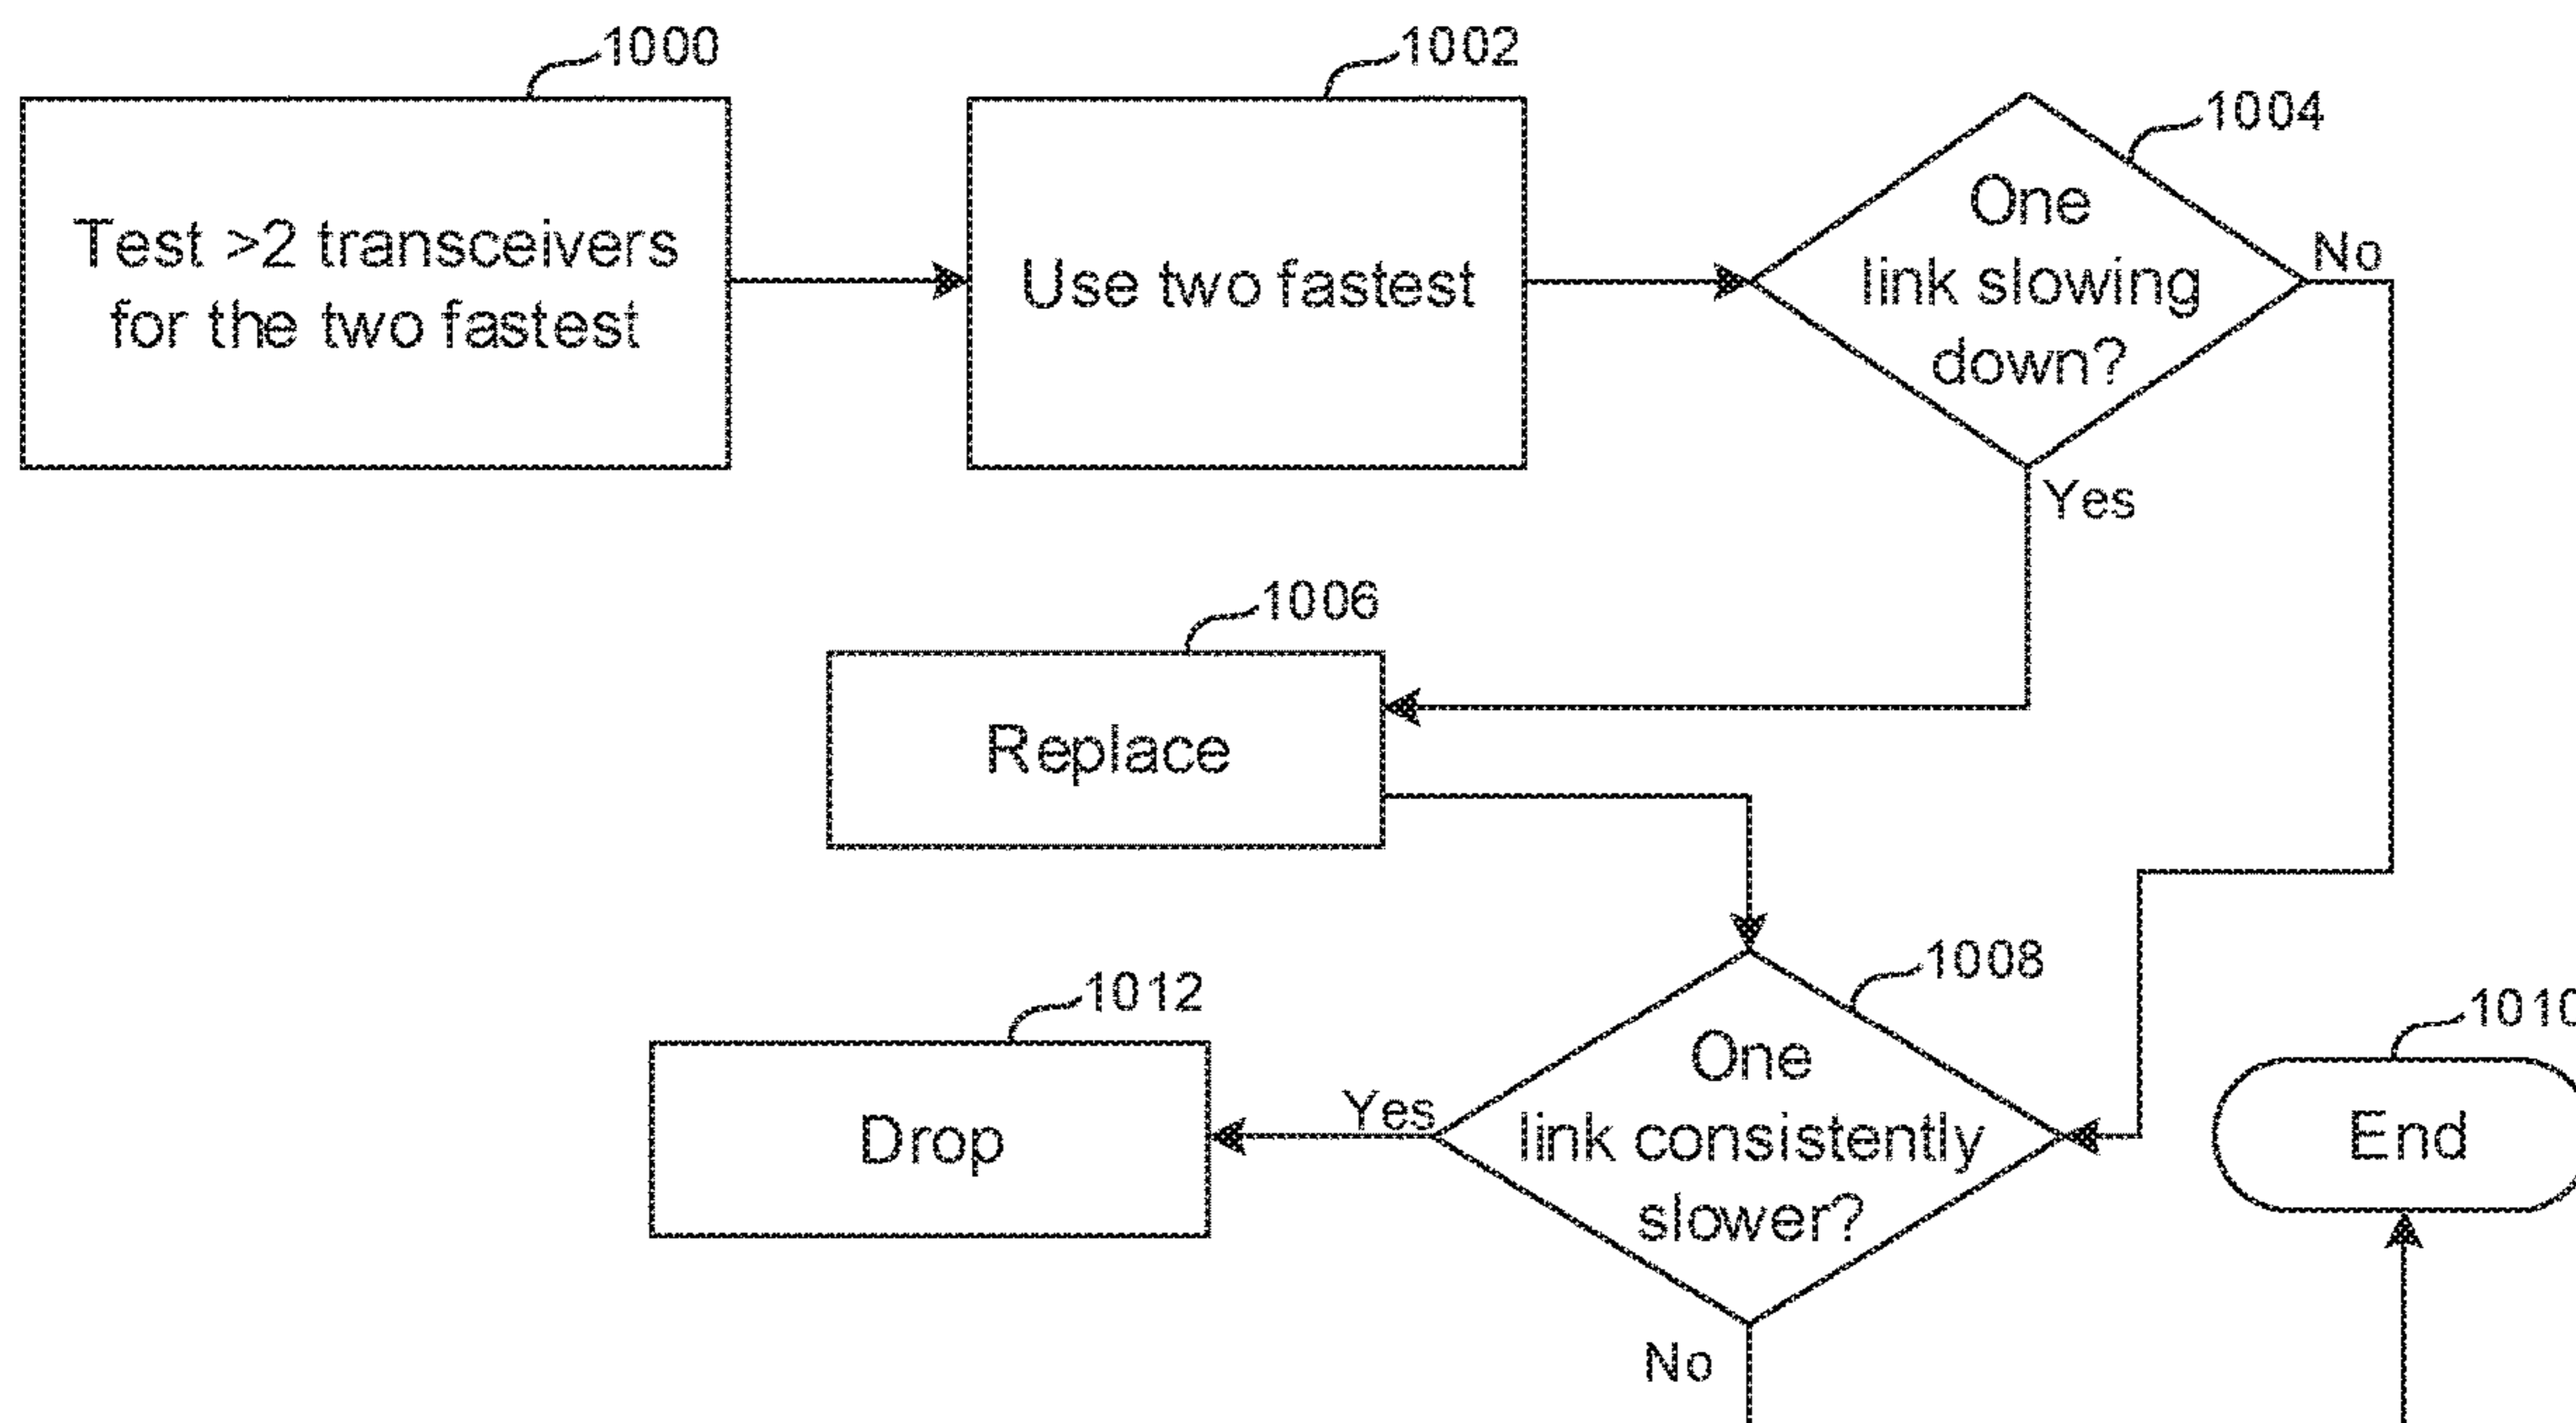 1000
1002
1004
Test >2 transceivers
for the two fastest
Use two fastest
One
link slowing
down?
No
Yes
1006
Replace
1008
1012
1010
Drop
Yes
One
link consistently
slower?
End
No